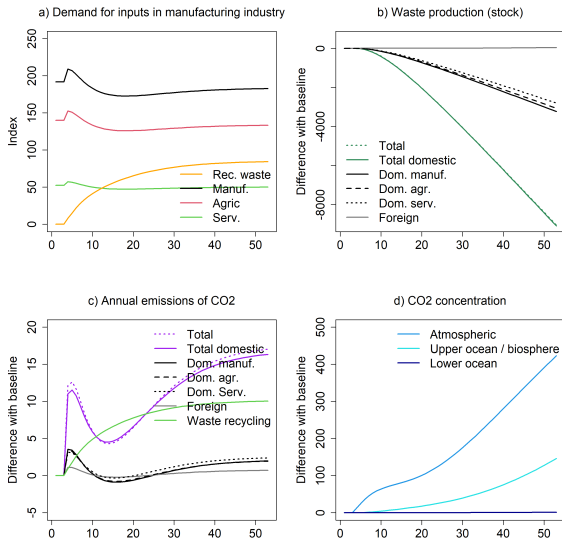 a) Demand for inputs in manufacturing industry
Index
250
200
150
100
50
0
Rec. waste
Manuf.
Agric
Serv.
0 10 20 30 40 50
b) Waste production (stock)
Difference with baseline
0
-4000
-8000
Total
Total domestic
Dom. manuf.
Dom. agr.
Dom. serv.
Foreign
0 10 20 30 40 50
c) Annual emissions of CO2
Difference with baseline
20
15
10
5
0
-5
Total
Total domestic
Dom. manuf.
Dom. agr.
Dom. Serv.
Foreign
Waste recycling
0 10 20 30 40 50
d) CO2 concentration
Difference with baseline
500
400
300
200
100
0
Atmospheric
Upper ocean / biosphere
Lower ocean
0 10 20 30 40 50